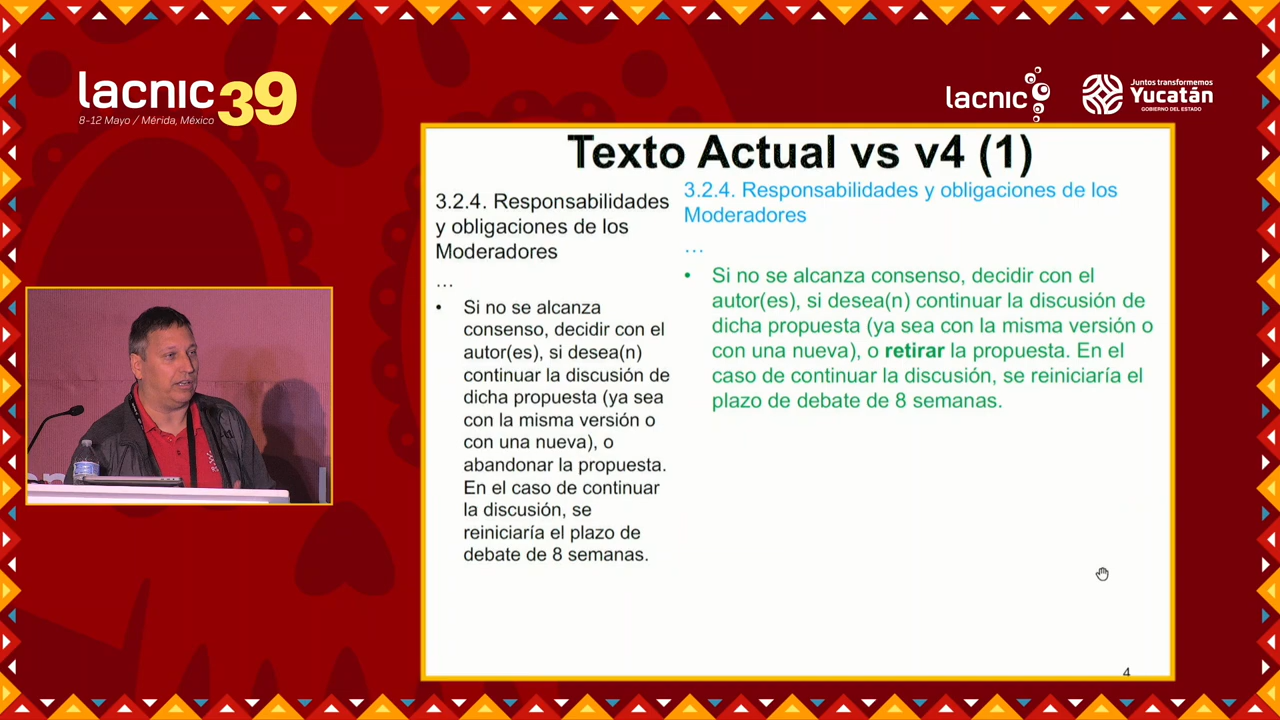 lacnic39
8-12 Mayo / Mérida, México
lacnic
Juntos transformemos
Yucatán
GOBIERNO DEL ESTADO
Texto Actual vs v4 (1)
3.2.4. Responsabilidades
y obligaciones de los
Moderadores
…
• Si no se alcanza
consenso, decidir con el
autor(es), si desea(n)
continuar la discusión de
dicha propuesta (ya sea
con la misma versión o
con una nueva), o
abandonar la propuesta.
En el caso de continuar
la discusión, se
reiniciaría el plazo de
debate de 8 semanas.
3.2.4. Responsabilidades y obligaciones de los
Moderadores
…
• Si no se alcanza consenso, decidir con el
autor(es), si desea(n) continuar la discusión de
dicha propuesta (ya sea con la misma versión o
con una nueva), o retirar la propuesta. En el
caso de continuar la discusión, se reiniciaría el
plazo de debate de 8 semanas.
4